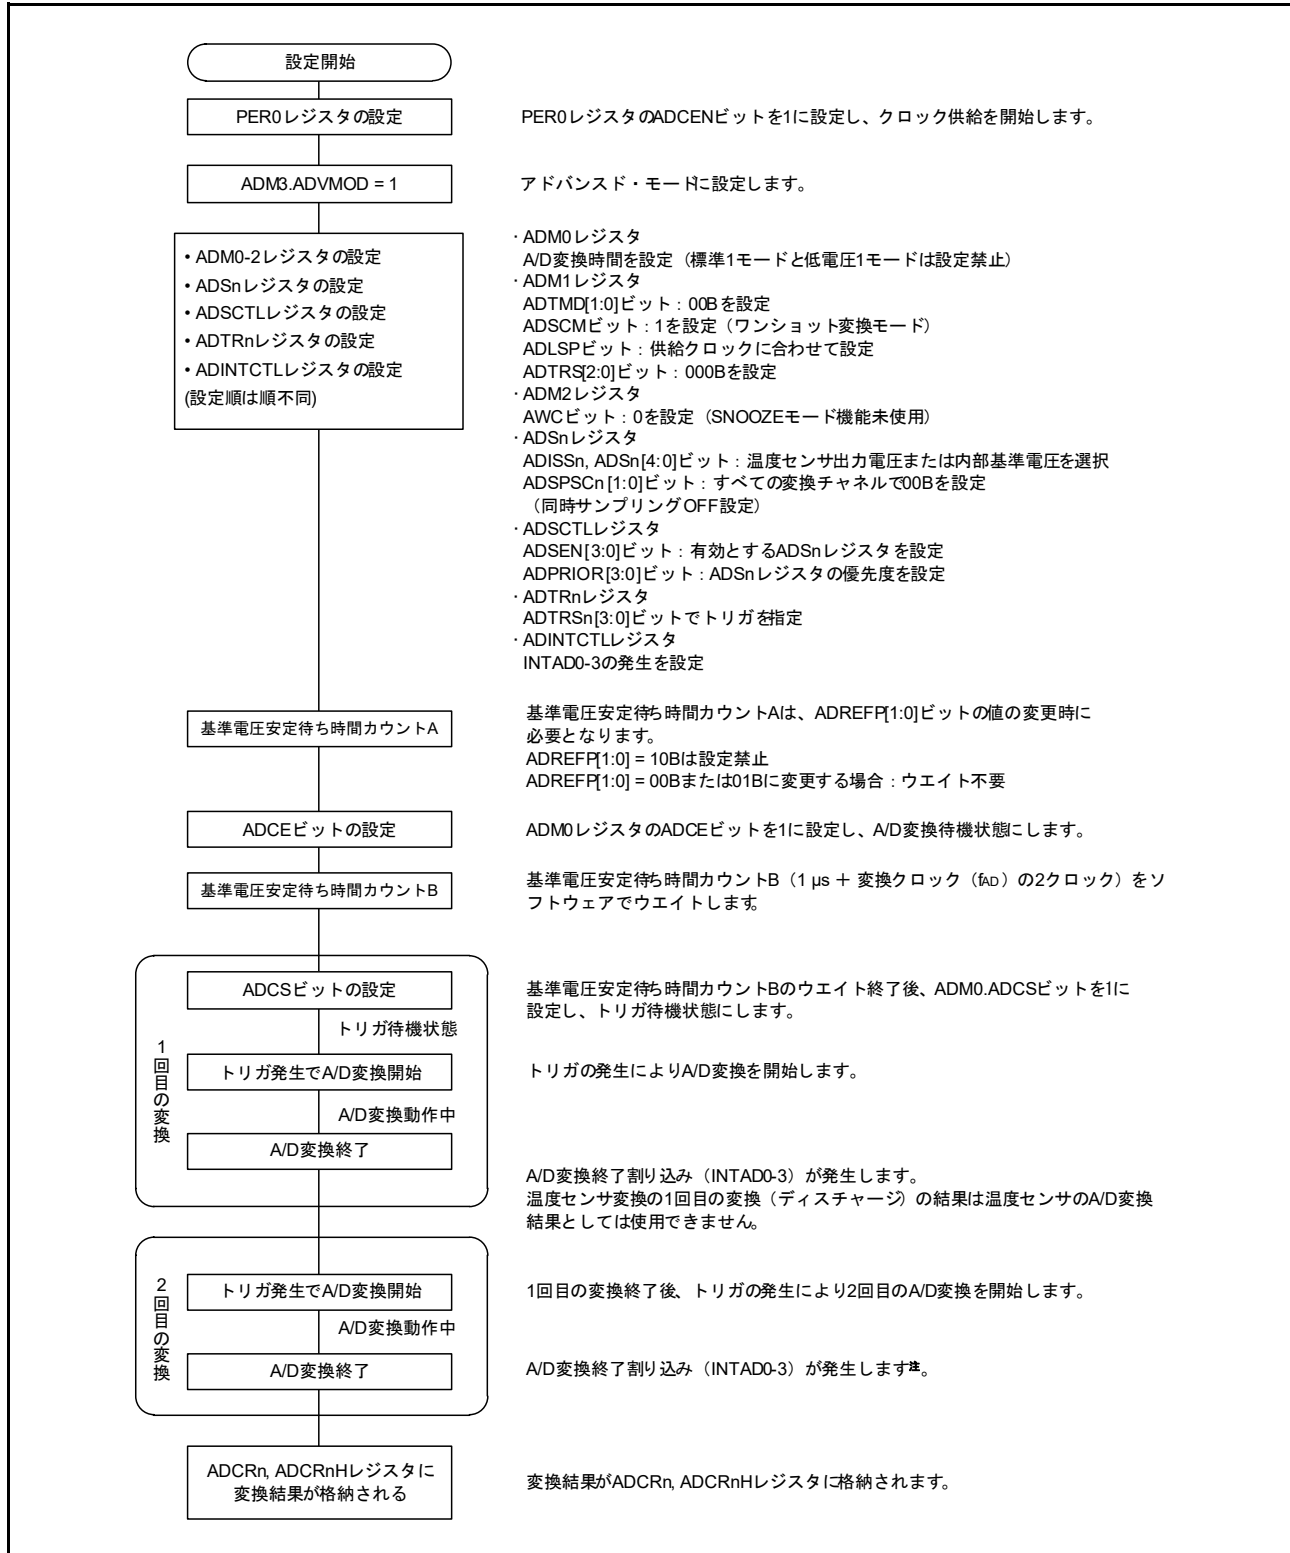 設定開始
PER0レジスタの設定
PER0レジスタのADCENビットを1に設定し、クロック供給を開始します。
ADM3.ADVMOD = 1
アドバンスド・モードに設定します。
• ADM0-2レジスタの設定
• ADSnレジスタの設定
• ADSCTLレジスタの設定
• ADTRnレジスタの設定
• ADINTCTLレジスタの設定
(設定順は順不同)
· ADM0レジスタ
A/D変換時間を設定（標準1モードと低電圧1モードは設定禁止）
· ADM1レジスタ
ADTMD[1:0]ビット：00Bを設定
ADSCMビット：1を設定（ワンショット変換モード）
ADLSPビット：供給クロックに合わせて設定
ADTRS[2:0]ビット：000Bを設定
· ADM2レジスタ
AWCビット：0を設定（SNOOZEモード機能未使用）
· ADSnレジスタ
ADISSn, ADSn[4:0]ビット：温度センサ出力電圧または内部基準電圧を選択
ADSPSCn[1:0]ビット：すべての変換チャネルで00Bを設定
（同時サンプリングOFF設定）
· ADSCTLレジスタ
ADSEN[3:0]ビット：有効とするADSnレジスタを設定
ADPRIOR[3:0]ビット：ADSnレジスタの優先度を設定
· ADTRnレジスタ
ADTRSn[3:0]ビットでトリガを指定
· ADINTCTLレジスタ
INTAD0-3の発生を設定
基準電圧安定待ち時間カウントA
基準電圧安定待ち時間カウントAは、ADREFP[1:0]ビットの値の変更時に
必要となります。
ADREFP[1:0] = 10Bは設定禁止
ADREFP[1:0] = 00Bまたは01Bに変更する場合：ウエイト不要
ADCEビットの設定
ADM0レジスタのADCEビットを1に設定し、A/D変換待機状態にします。
基準電圧安定待ち時間カウントB
基準電圧安定待ち時間カウントB（1 µs ＋ 変換クロック（fAD）の2クロック）をソ
フトウェアでウエイトします。
1回目の変換
ADCSビットの設定
基準電圧安定待ち時間カウントBのウエイト終了後、ADM0.ADCSビットを1に
設定し、トリガ待機状態にします。
トリガ待機状態
トリガ発生でA/D変換開始
トリガの発生によりA/D変換を開始します。
A/D変換動作中
A/D変換終了
A/D変換終了割り込み（INTAD0-3）が発生します。
温度センサ変換の1回目の変換（ディスチャージ）の結果は温度センサのA/D変換
結果としては使用できません。
2回目の変換
トリガ発生でA/D変換開始
1回目の変換終了後、トリガの発生により2回目のA/D変換を開始します。
A/D変換動作中
A/D変換終了
A/D変換終了割り込み（INTAD0-3）が発生します注。
ADCRn, ADCRnHレジスタに
変換結果が格納される
変換結果がADCRn, ADCRnHレジスタに格納されます。